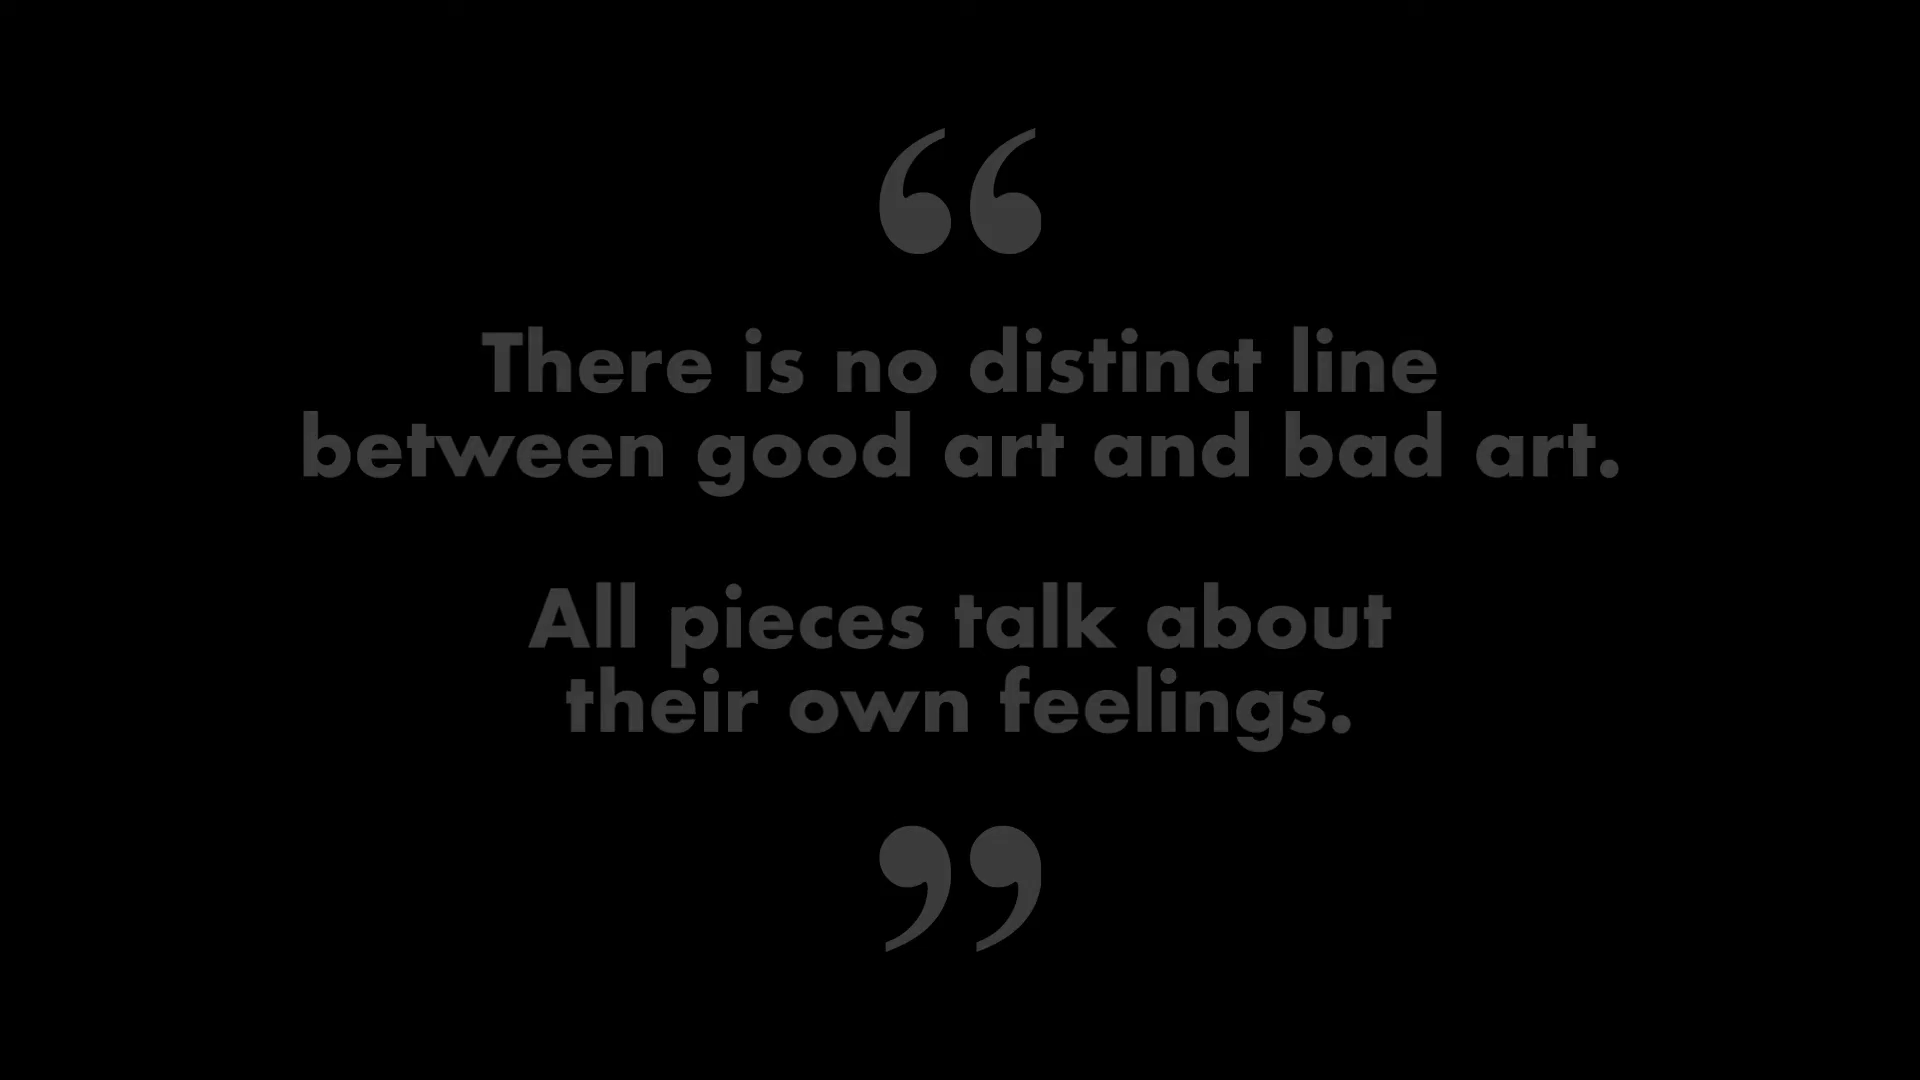 “
There is no distinct line
between good art and bad art.
All pieces talk about
their own feelings.
”